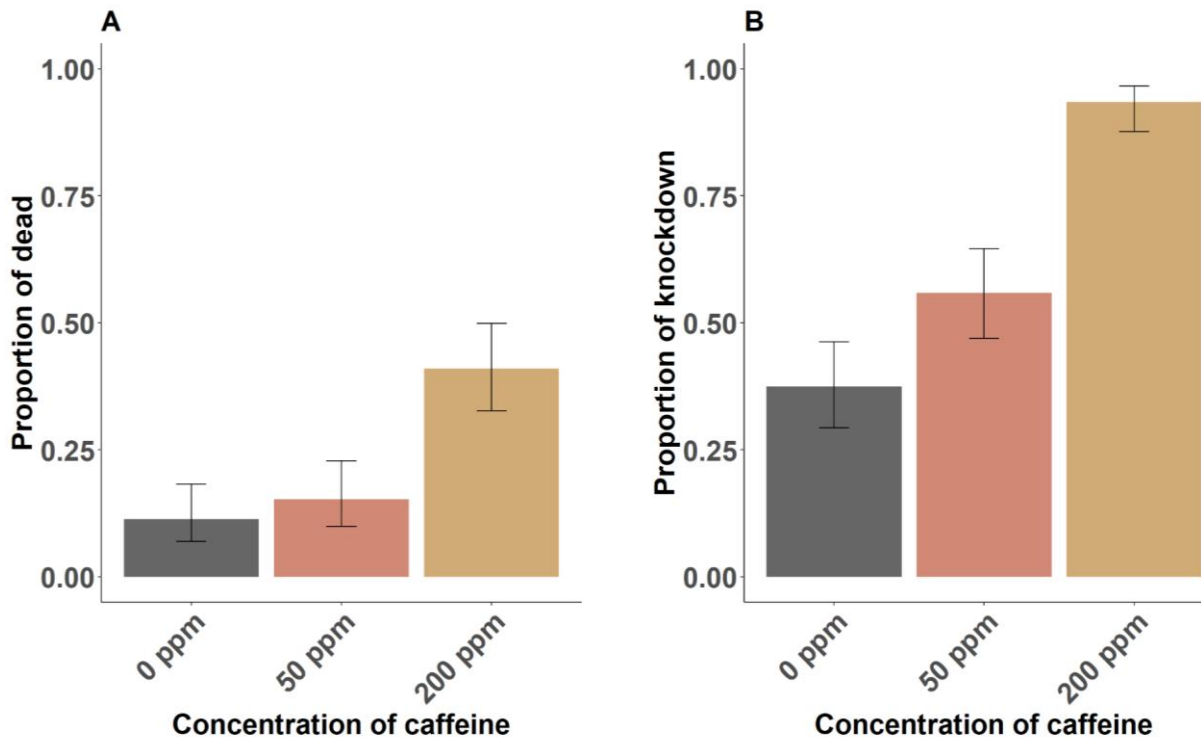 A
Proportion of dead
1.00
0.75
0.50
0.25
0.00
0 ppm
50 ppm
200 ppm
Concentration of caffeine
B
Proportion of knockdown
1.00
0.75
0.50
0.25
0.00
0 ppm
50 ppm
200 ppm
Concentration of caffeine